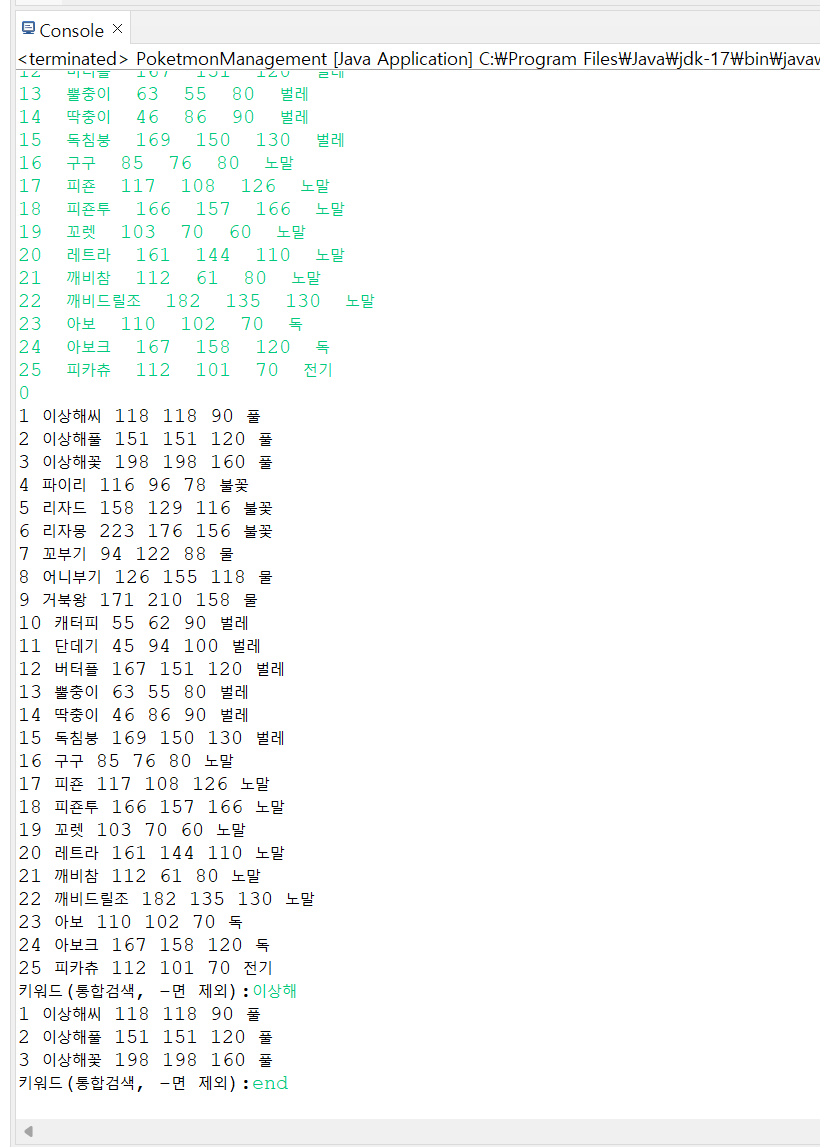 Console
<terminated> PoketmonManagement [Java Application] C:₩Program Files₩Java₩jdk-17₩bin₩javaw
12 버터플 167 151 120 벌레
13 뿔충이 63 55 80 벌레
14 딱충이 46 86 90 벌레
15 독침붕 169 150 130 벌레
16 구구 85 76 80 노말
17 피죤 117 108 126 노말
18 피죤투 166 157 166 노말
19 꼬렛 103 70 60 노말
20 레트라 161 144 110 노말
21 깨비참 112 61 80 노말
22 깨비드릴조 182 135 130 노말
23 아보 110 102 70 독
24 아보크 167 158 120 독
25 피카츄 112 101 70 전기
0
1 이상해씨 118 118 90 풀
2 이상해풀 151 151 120 풀
3 이상해꽃 198 198 160 풀
4 파이리 116 96 78 불꽃
5 리자드 158 129 116 불꽃
6 리자몽 223 176 156 불꽃
7 꼬부기 94 122 88 물
8 어니부기 126 155 118 물
9 거북왕 171 210 158 물
10 캐터피 55 62 90 벌레
11 단데기 45 94 100 벌레
12 버터플 167 151 120 벌레
13 뿔충이 63 55 80 벌레
14 딱충이 46 86 90 벌레
15 독침붕 169 150 130 벌레
16 구구 85 76 80 노말
17 피죤 117 108 126 노말
18 피죤투 166 157 166 노말
19 꼬렛 103 70 60 노말
20 레트라 161 144 110 노말
21 깨비참 112 61 80 노말
22 깨비드릴조 182 135 130 노말
23 아보 110 102 70 독
24 아보크 167 158 120 독
25 피카츄 112 101 70 전기
키워드(통합검색, -면 제외):이상해
1 이상해씨 118 118 90 풀
2 이상해풀 151 151 120 풀
3 이상해꽃 198 198 160 풀
키워드(통합검색, -면 제외):end